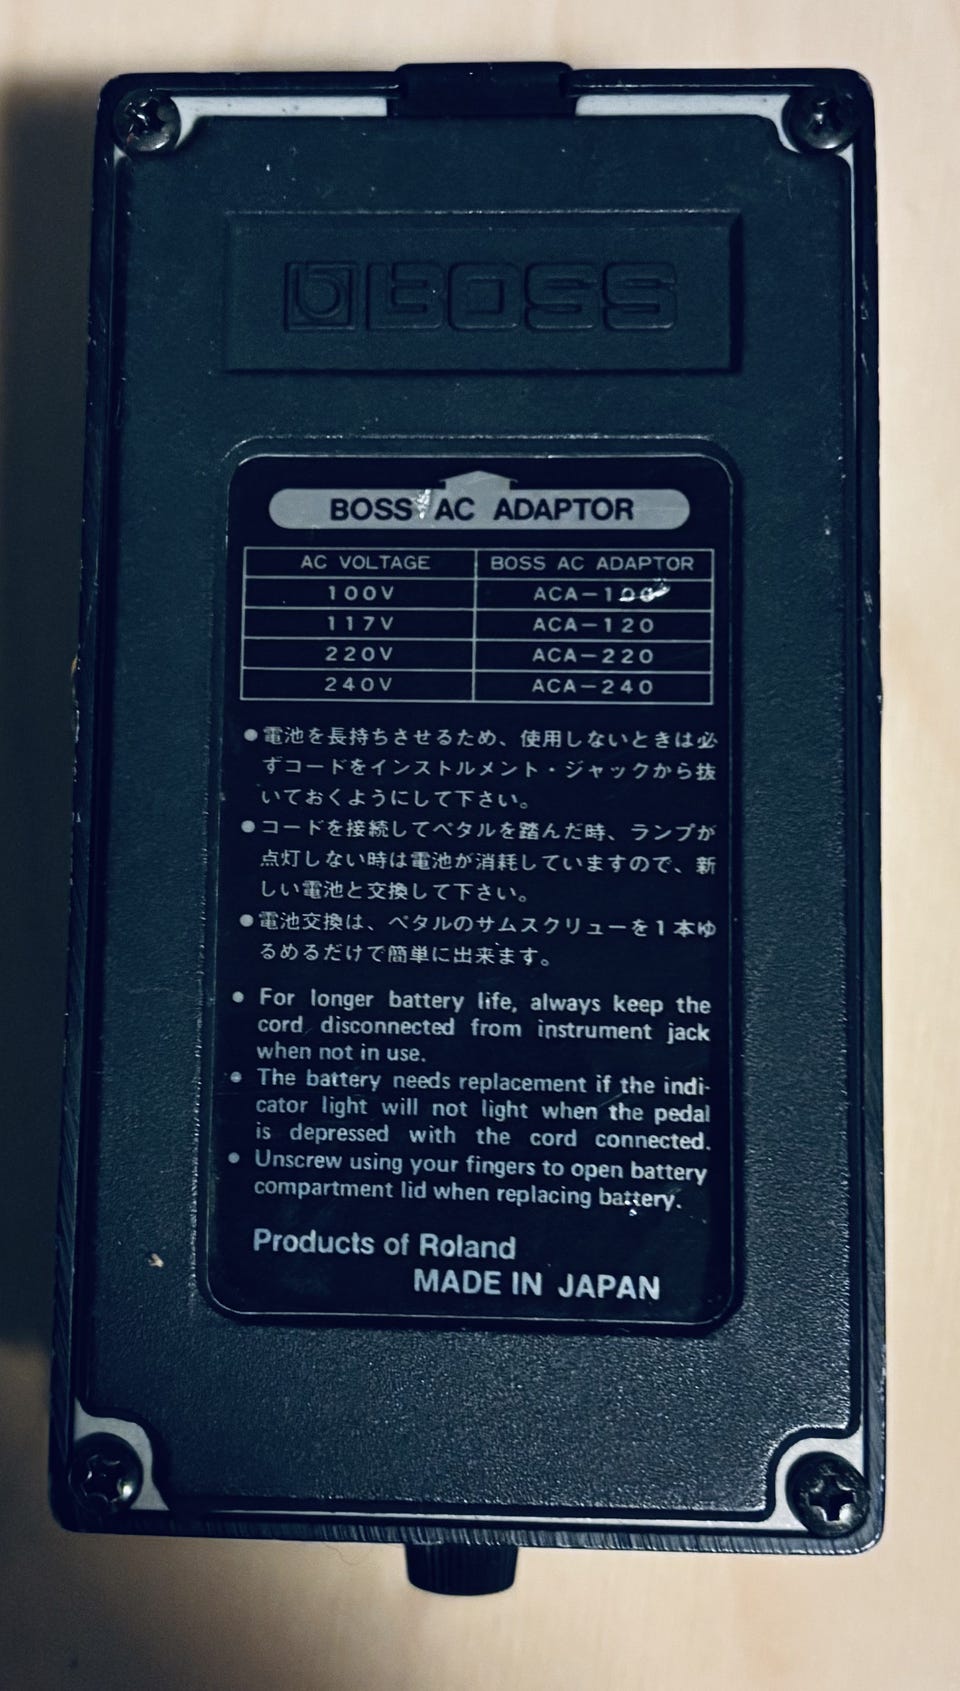 BOSS
BOSS AC ADAPTOR
AC VOLTAGE BOSS AC ADAPTOR
100V ACA-100
117V ACA-120
220V ACA-220
240V ACA-240
●電池を長持ちさせるため、使用しないときは必
ずコードをインストルメント・ジャックから抜
いておくようにして下さい。
●コードを接続してペタルを踏んだ時、ランプが
点灯しない時は電池が消耗していますので、新
しい電池と交換して下さい。
●電池交換は、ペタルのサムスクリューを1本ゆ
るめるだけで簡単に出来ます。
● For longer battery life, always keep the
cord disconnected from instrument jack
when not in use.
● The battery needs replacement if the indi-
cator light will not light when the pedal
is depressed with the cord connected.
● Unscrew using your fingers to open battery
compartment lid when replacing battery.
Products of Roland
MADE IN JAPAN